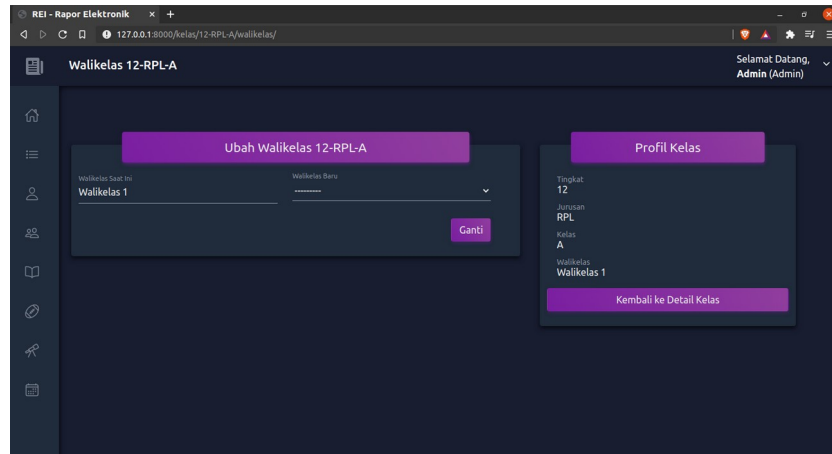 REI - Rapor Elektronik
127.0.0.1:8000/kelas/12-RPL-A/walikelas/
Walikelas 12-RPL-A
Selamat Datang,
Admin (Admin)
Ubah Walikelas 12-RPL-A
Walikelas Saat Ini
Walikelas 1
Walikelas Baru
---------
Ganti
Profil Kelas
Tingkat
12
Jurusan
RPL
Kelas
A
Walikelas
Walikelas 1
Kembali ke Detail Kelas